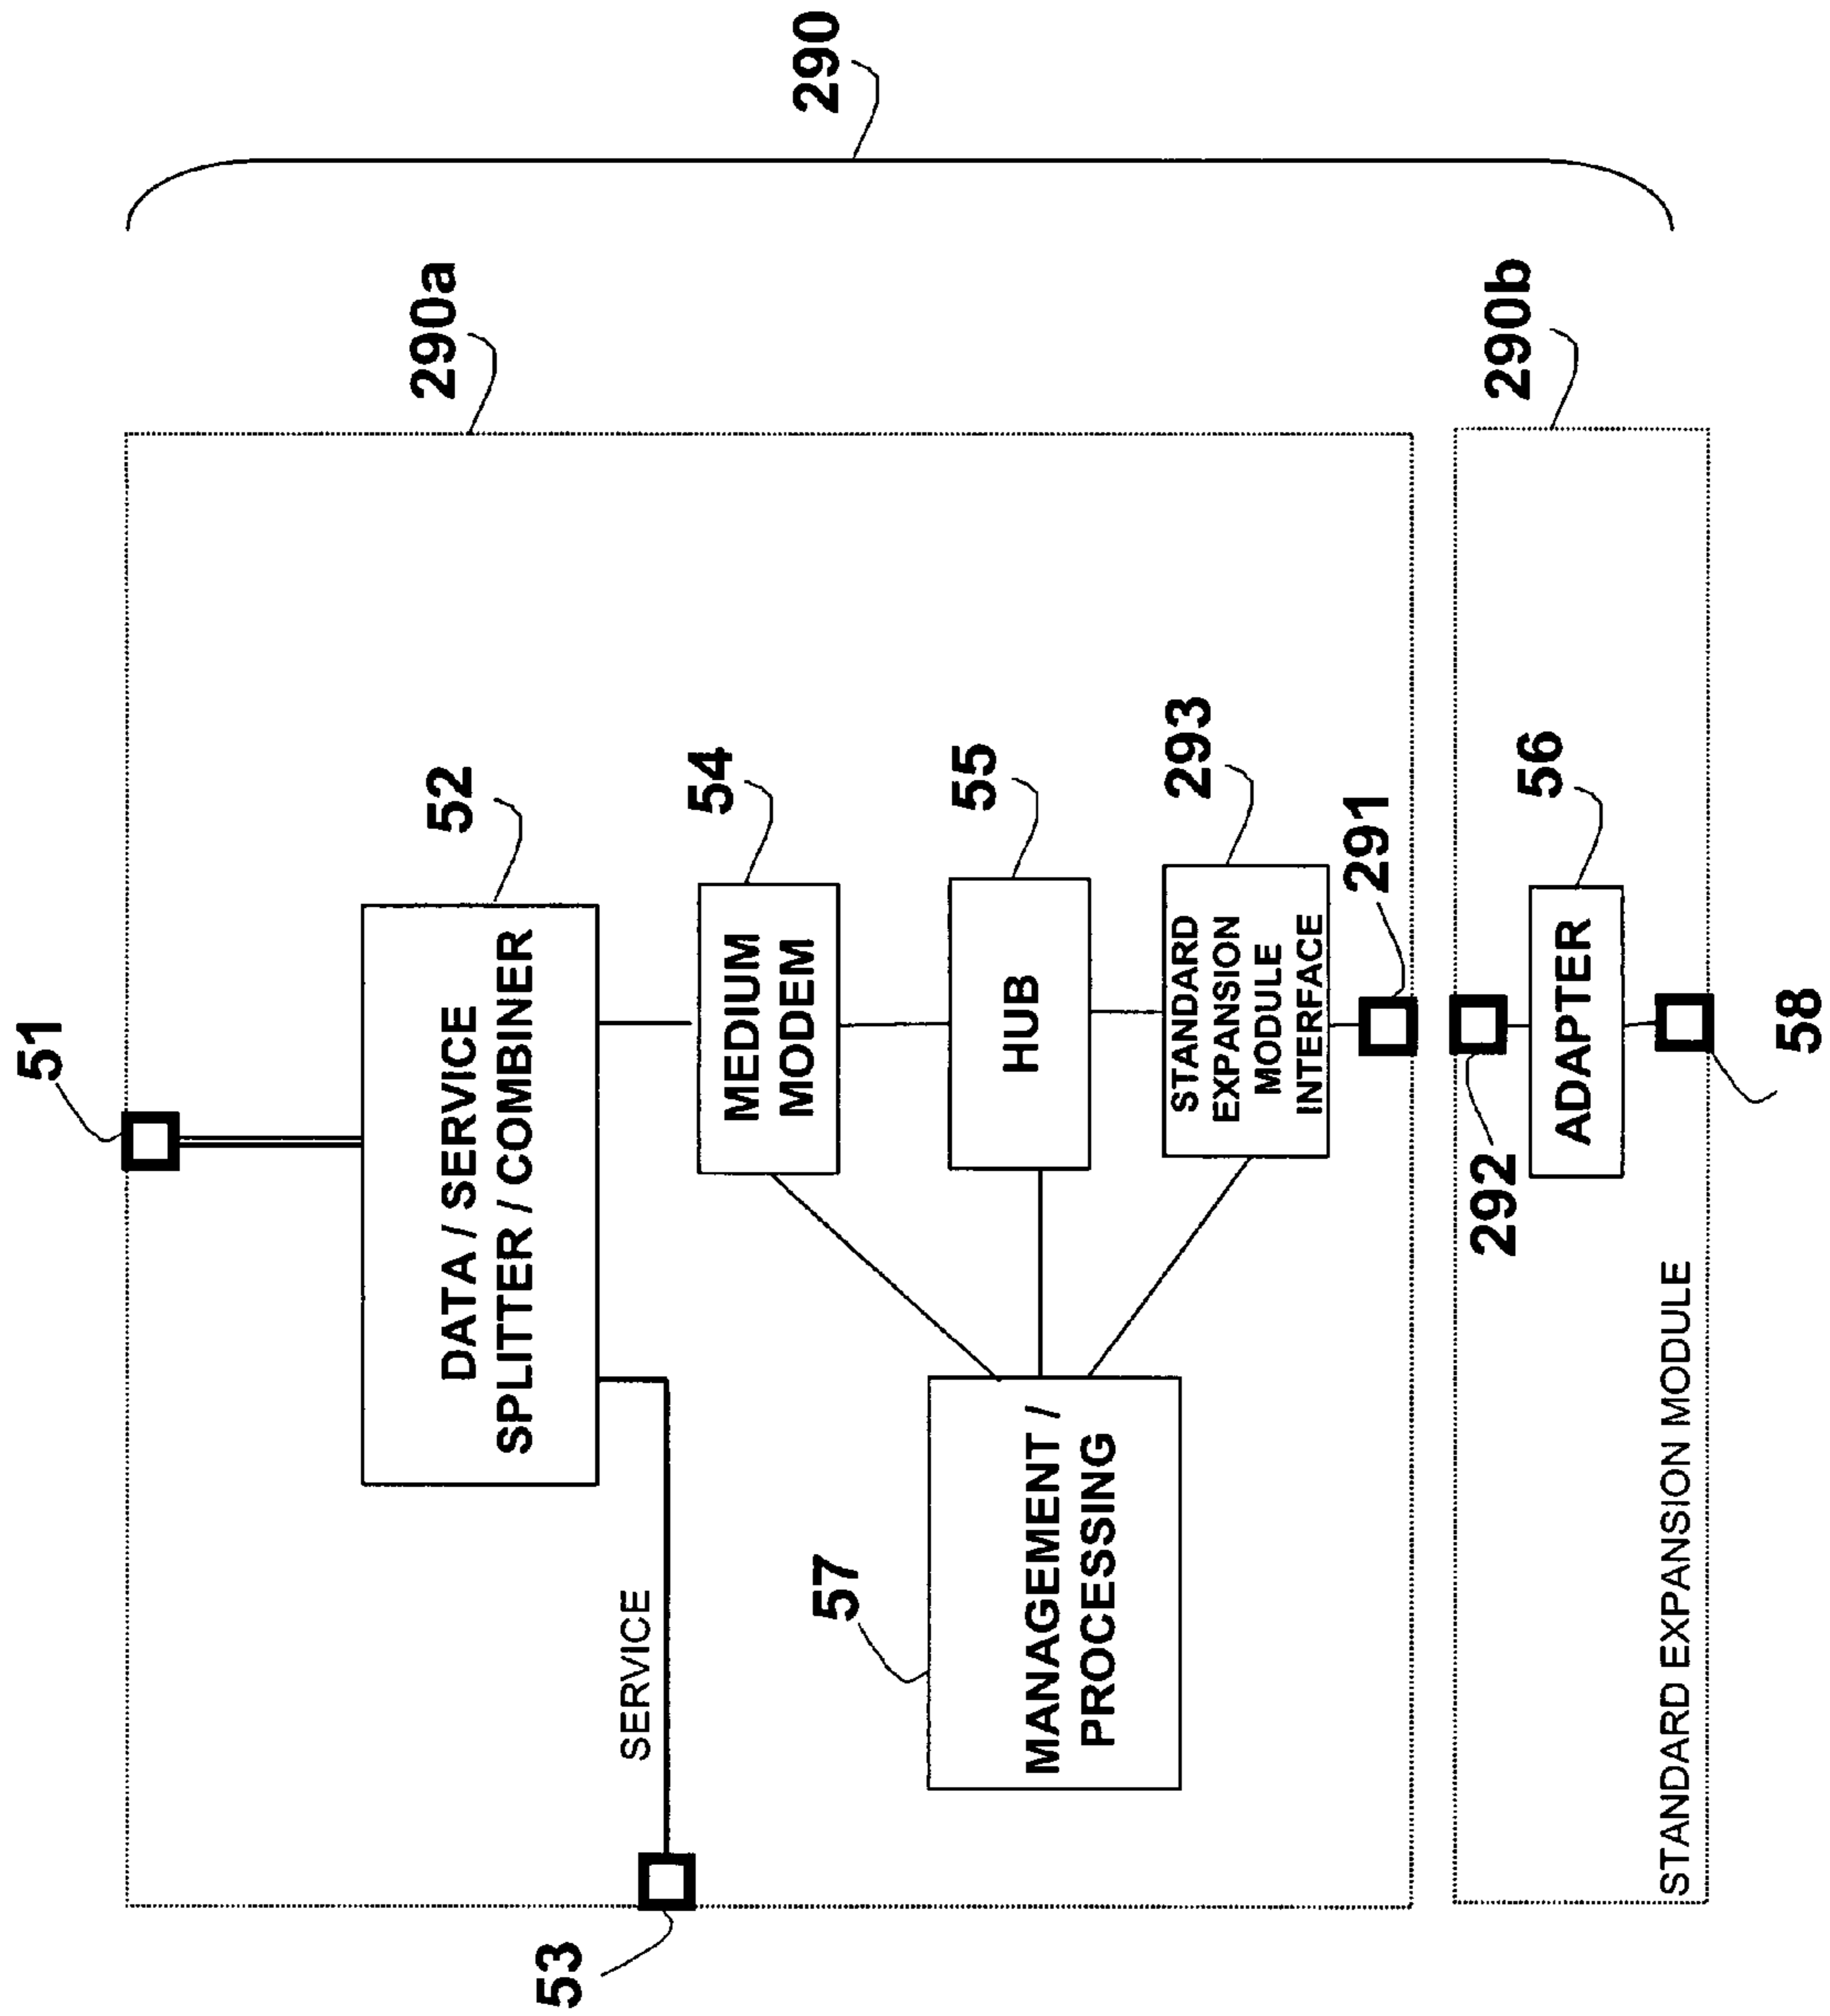 290
290a
290b
51
52
DATA / SERVICE
SPLITTER / COMBINER
54
MEDIUM
MODEM
55
HUB
293
STANDARD
EXPANSION
MODULE
INTERFACE
291
56
ADAPTER
292
58
57
MANAGEMENT /
PROCESSING
SERVICE
53
STANDARD EXPANSION MODULE